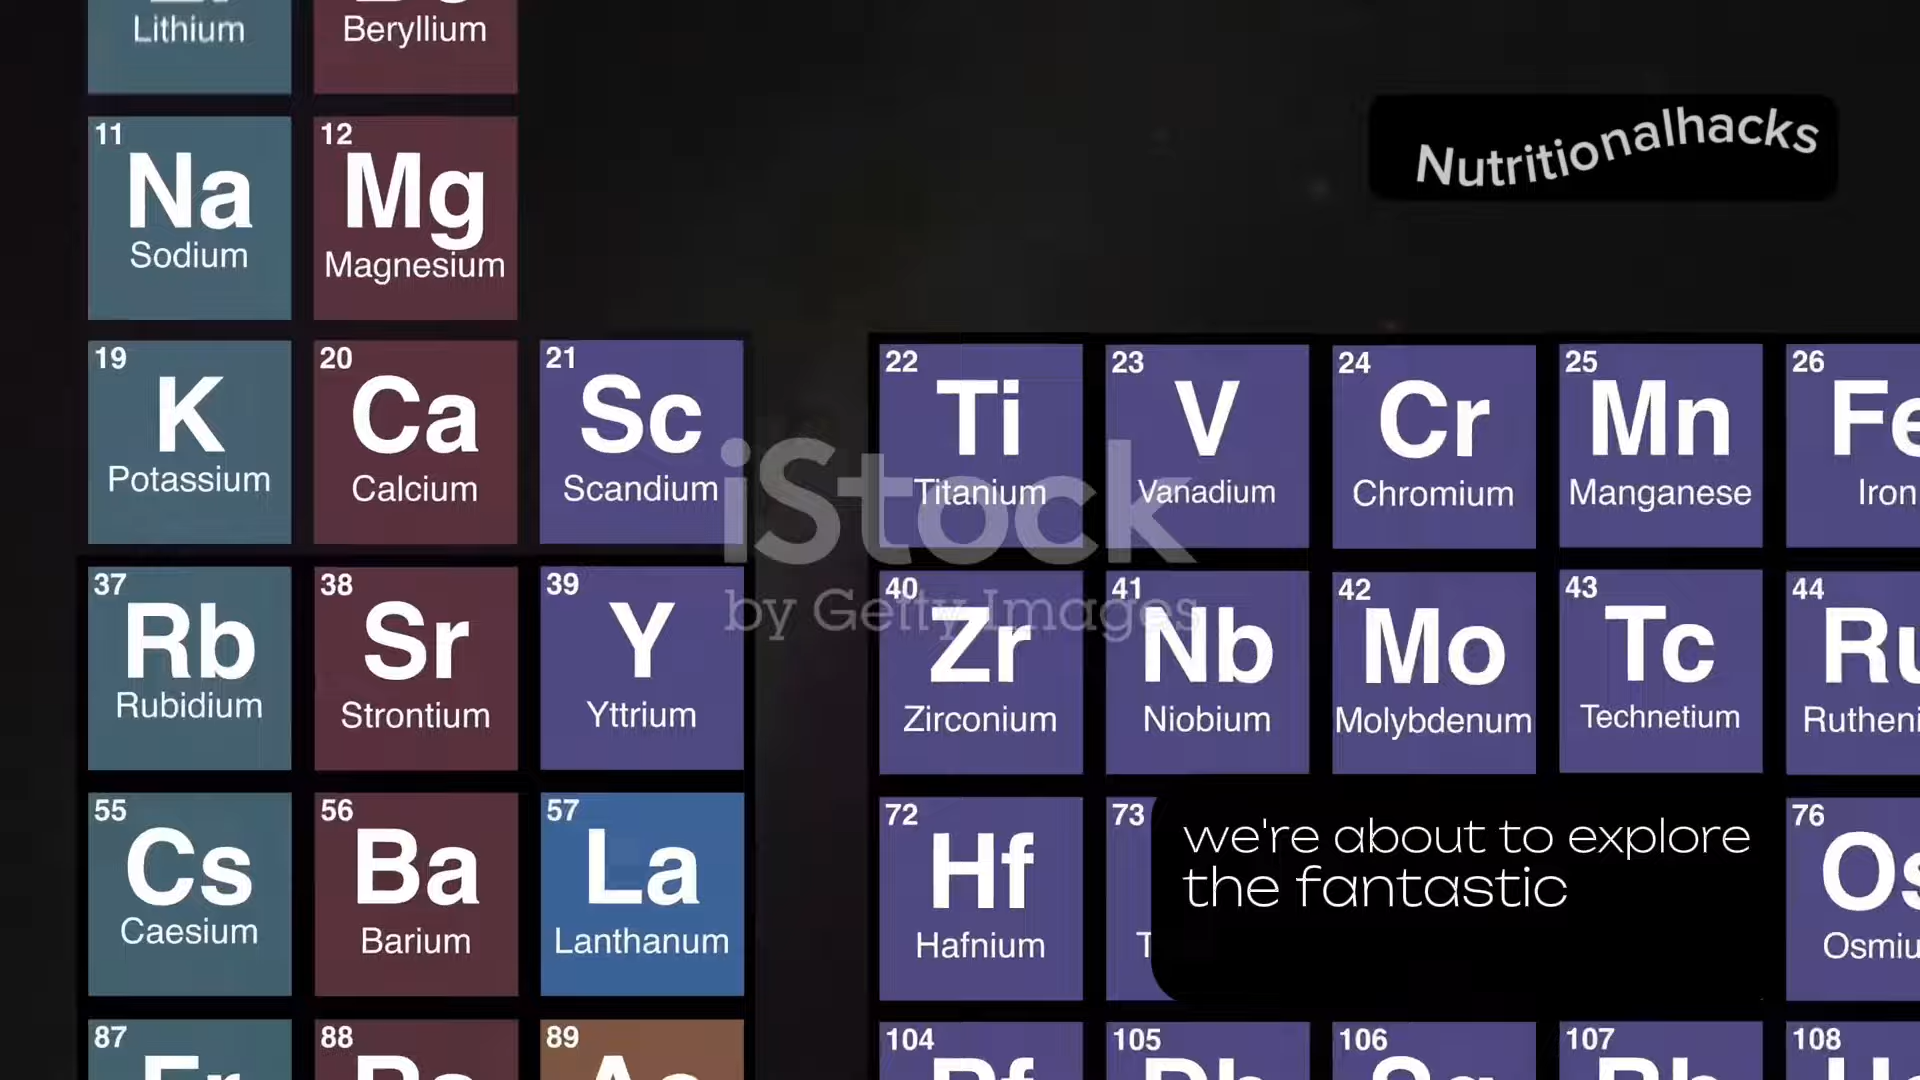 Lithium
Beryllium
Nutritionalhacks
11
Na
Sodium
12
Mg
Magnesium
19
K
Potassium
20
Ca
Calcium
21
Sc
Scandium
22
Ti
Titanium
23
V
Vanadium
24
Cr
Chromium
25
Mn
Manganese
26
Fe
Iron
iStock
by Getty Images
37
Rb
Rubidium
38
Sr
Strontium
39
Y
Yttrium
40
Zr
Zirconium
41
Nb
Niobium
42
Mo
Molybdenum
43
Tc
Technetium
44
Ru
55
Cs
Caesium
56
Ba
Barium
57
La
Lanthanum
72
Hf
Hafnium
73
we're about to explore
the fantastic
76
Os
87
88
89
104
105
106
107
108